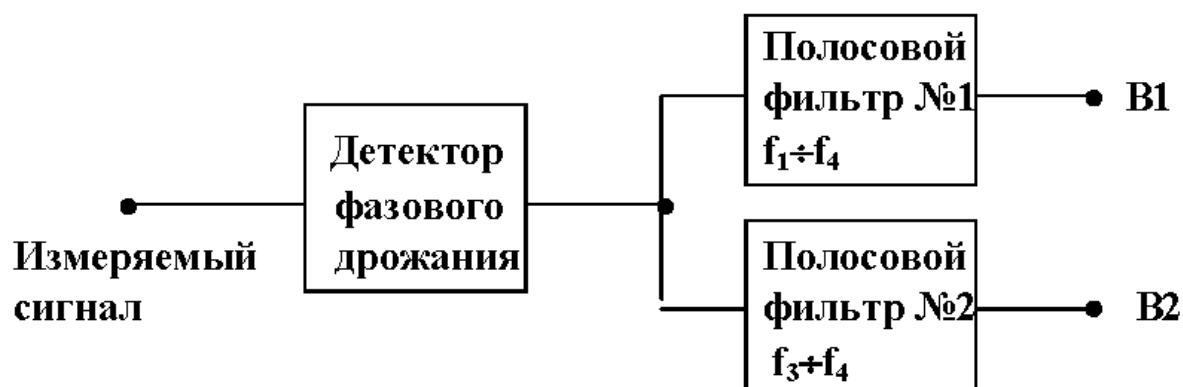 Измеряемый
сигнал
Детектор
фазового
дрожания
Полосовой
фильтр №1
f₁÷f₄
B1
Полосовой
фильтр №2
f₃÷f₄
B2